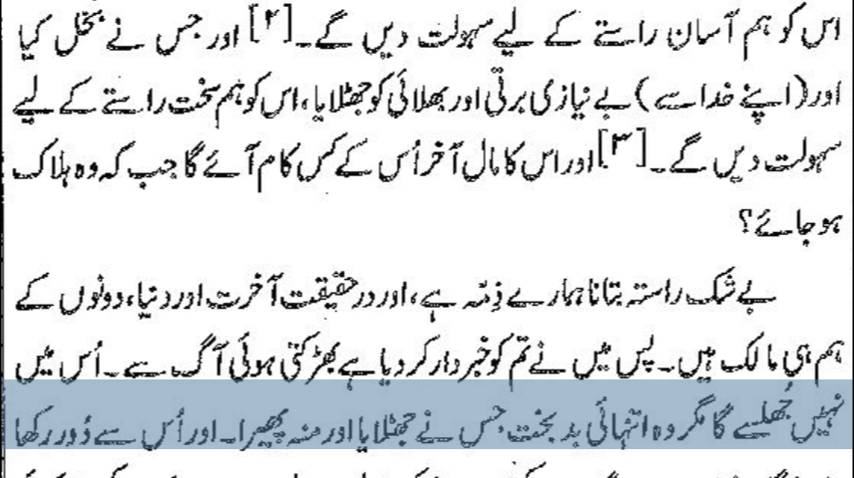 اس کو ہم آسان راستے کے لیے سہولت دیں گے۔[۲] اور جس نے بخل کیا
اور (اپنے خدا سے) بے نیازی برتی اور بھلائی کو جھٹلایا، اس کو ہم سخت راستے کے لیے
سہولت دیں گے۔[۳] اور اس کا مال آخر اُس کے کس کام آئے گا جب کہ وہ ہلاک
ہو جائے؟
بے شک راستہ بتانا ہمارے ذِمّہ ہے، اور درحقیقت آخرت اور دنیا، دونوں کے
ہم ہی مالک ہیں۔ پس میں نے تم کو خبردار کر دیا ہے بھڑکتی ہوئی آگ سے۔ اُس میں
نہیں جُھلسے گا مگر وہ انتہائی بد بخت جس نے جھٹلایا اور منہ پھیرا۔ اور اُس سے دُور رکھا